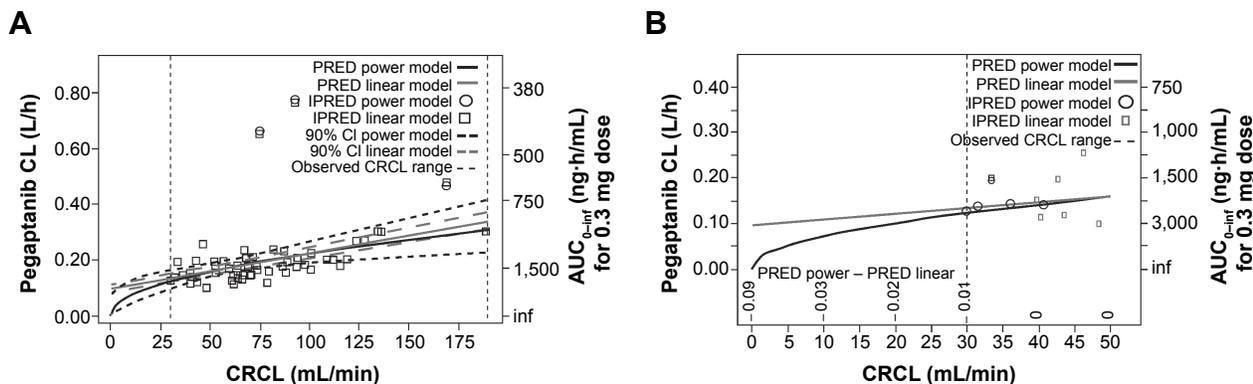 A
PRED power model
PRED linear model
IPRED power model
IPRED linear model
90% CI power model
90% CI linear model
Observed CRCL range
0.80
0.60
0.40
0.20
0.00
Pegaptanib CL (L/h)
380
500
750
1,500
inf
AUC0–inf (ng·h/mL)
for 0.3 mg dose
0 25 50 75 100 125 150 175
CRCL (mL/min)
B
PRED power model
PRED linear model
IPRED power model
IPRED linear model
Observed CRCL range
0.40
0.30
0.20
0.10
0.00
Pegaptanib CL (L/h)
750
1,000
1,500
3,000
inf
AUC0–inf (ng·h/mL)
for 0.3 mg dose
PRED power – PRED linear
0.09 0.03 0.02 0.01 0 0
0 5 10 15 20 25 30 35 40 45 50
CRCL (mL/min)